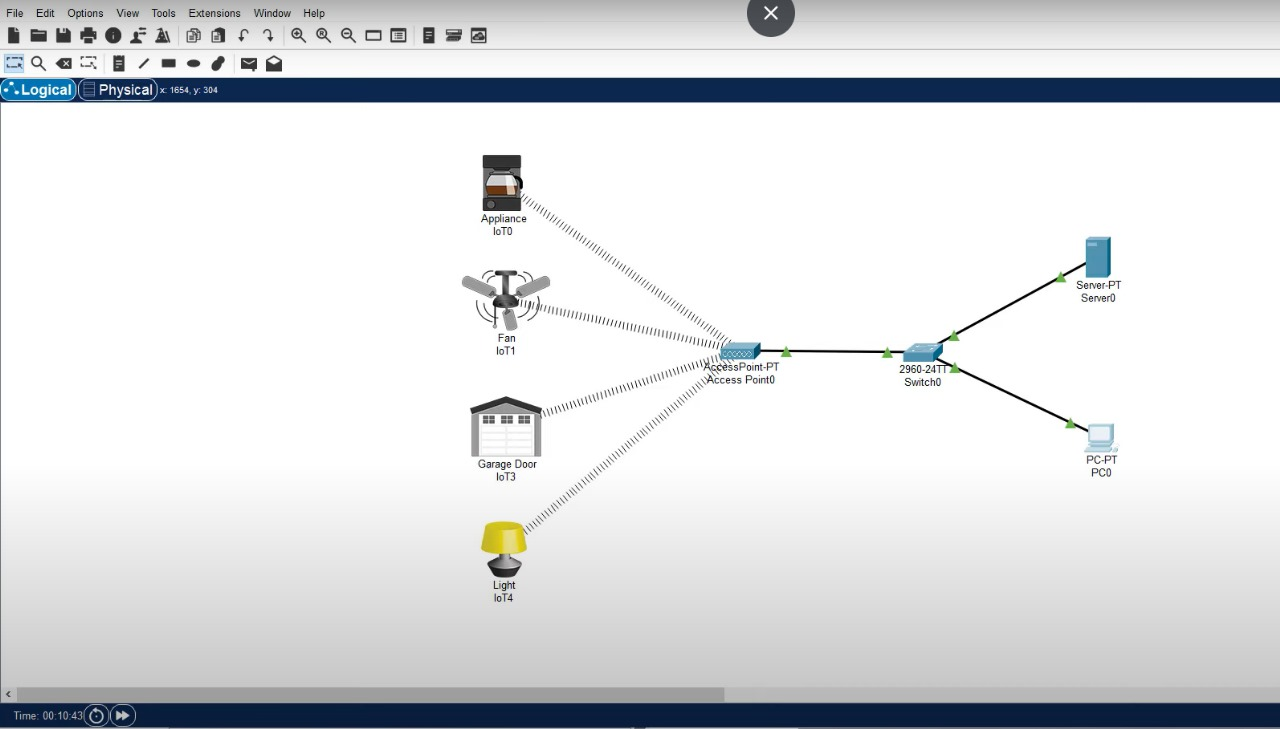 File Edit Options View Tools Extensions Window Help
Logical Physical x: 1654, y: 304
Appliance
IoT0
Fan
IoT1
Garage Door
IoT3
Light
IoT4
AccessPoint-PT
Access Point0
2960-24TT
Switch0
Server-PT
Server0
PC-PT
PC0
Time: 00:10:43